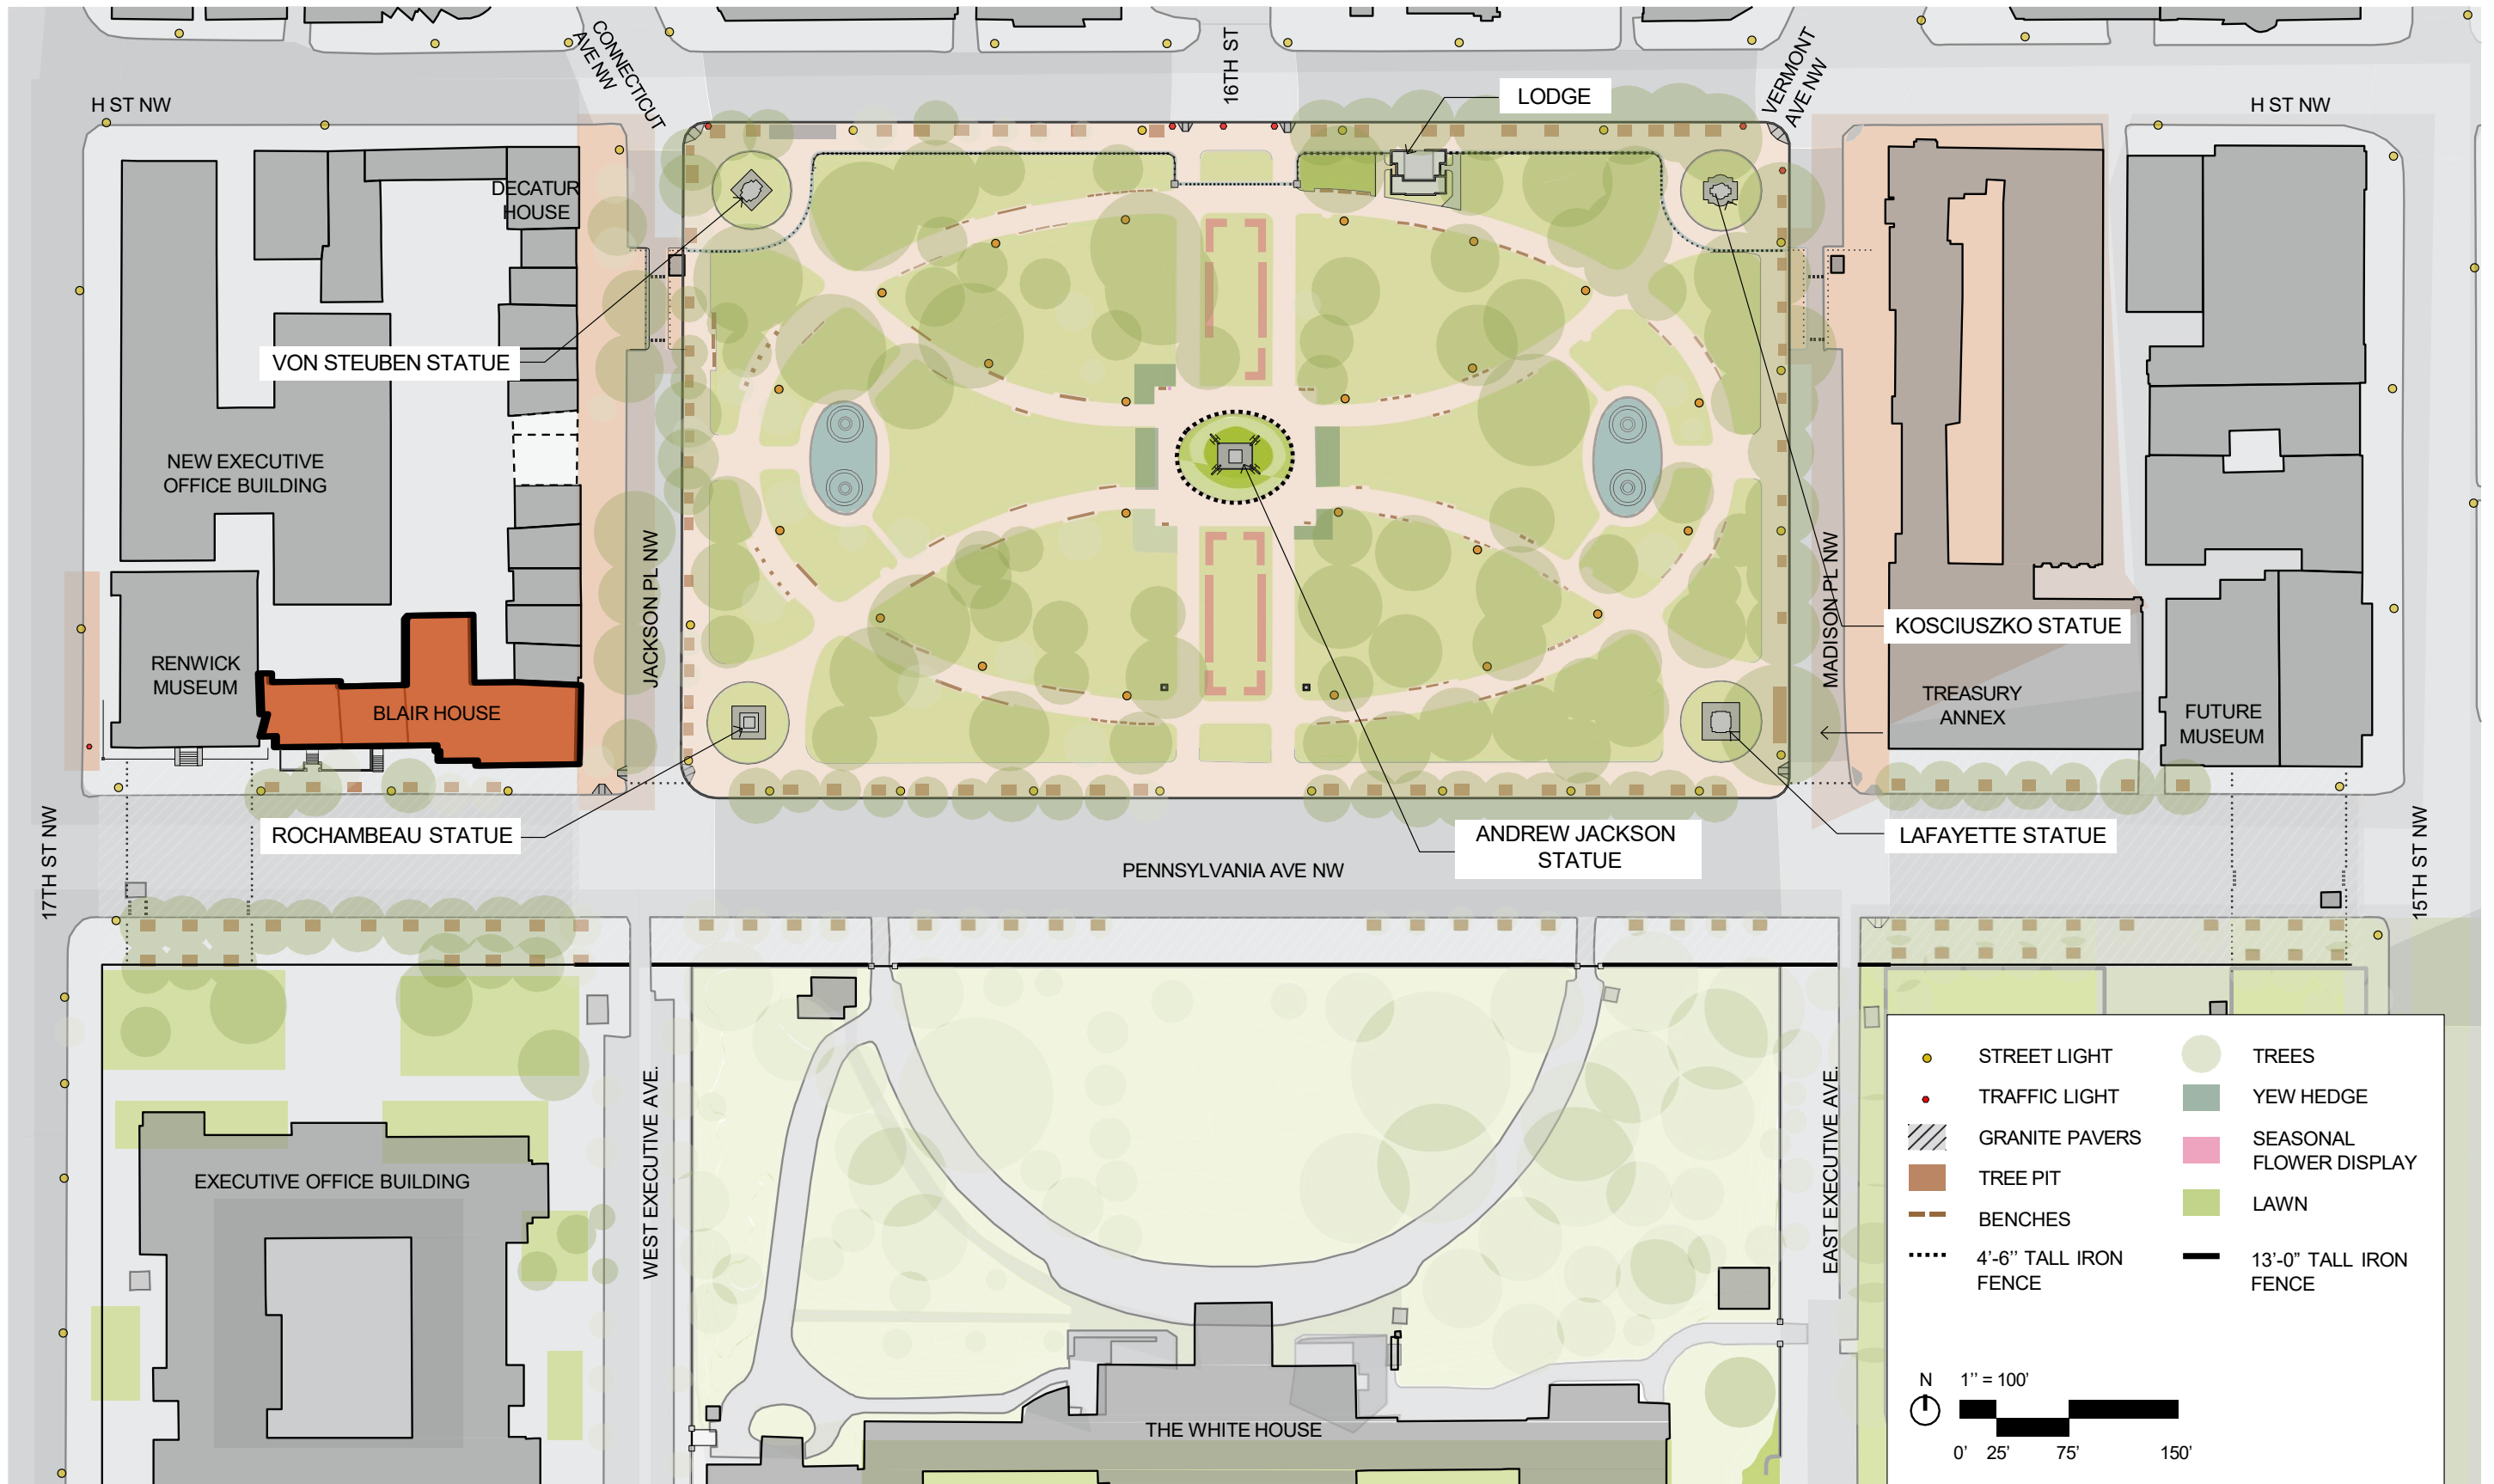 CONNECTICUT
AVE NW
16TH ST
VERMONT
AVE NW
H ST NW
LODGE
H ST NW
DECATUR
HOUSE
VON STEUBEN STATUE
NEW EXECUTIVE
OFFICE BUILDING
JACKSON PL NW
MADISON PL NW
KOSCIUSZKO STATUE
RENWICK
MUSEUM
BLAIR HOUSE
TREASURY
ANNEX
FUTURE
MUSEUM
ROCHAMBEAU STATUE
ANDREW JACKSON
STATUE
LAFAYETTE STATUE
17TH ST NW
PENNSYLVANIA AVE NW
15TH ST NW
WEST EXECUTIVE AVE.
EAST EXECUTIVE AVE.
EXECUTIVE OFFICE BUILDING
THE WHITE HOUSE
STREET LIGHT
TRAFFIC LIGHT
GRANITE PAVERS
TREE PIT
BENCHES
4'-6'' TALL IRON
FENCE
TREES
YEW HEDGE
SEASONAL
FLOWER DISPLAY
LAWN
13'-0" TALL IRON
FENCE
N
1'' = 100'
0' 25' 75' 150'